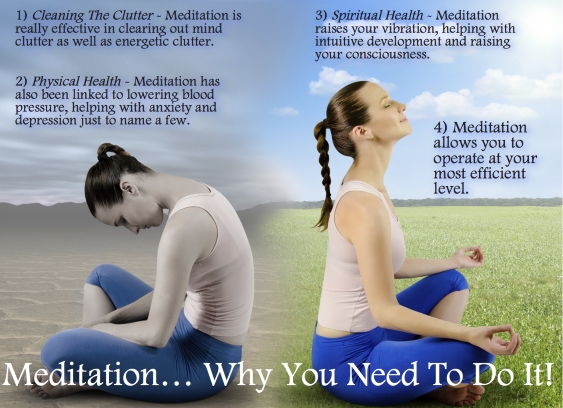 1) Cleaning The Clutter - Meditation is
really effective in clearing out mind
clutter as well as energetic clutter.
2) Physical Health - Meditation has
also been linked to lowering blood
pressure, helping with anxiety and
depression just to name a few.
3) Spiritual Health - Meditation
raises your vibration, helping with
intuitive development and raising
your consciousness.
4) Meditation
allows you to
operate at your
most efficient
level.
Meditation... Why You Need To Do It!